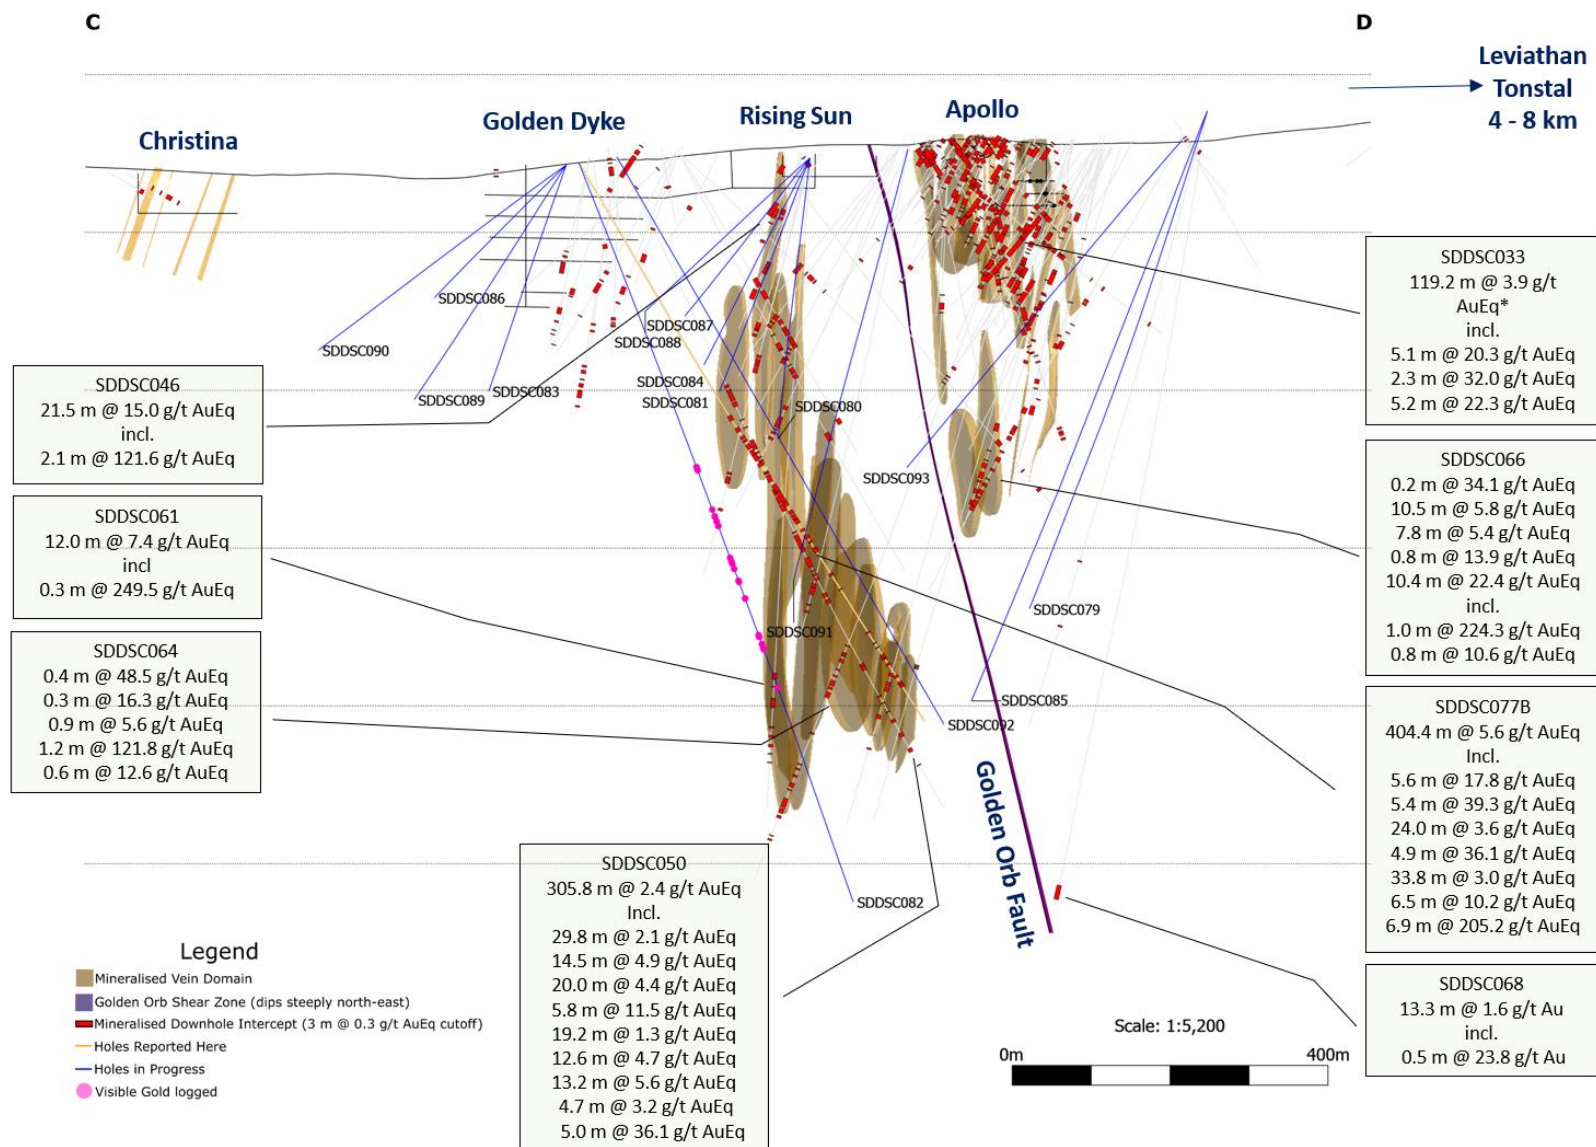 C
D
Leviathan
Tonstal
4 - 8 km
Christina
Golden Dyke
Rising Sun
Apollo
SDDSC086
SDDSC090
SDDSC089
SDDSC083
SDDSC087
SDDSC088
SDDSC084
SDDSC081
SDDSC080
SDDSC093
SDDSC091
SDDSC079
SDDSC085
SDDSC092
SDDSC082
Golden Orb Fault
SDDSC046
21.5 m @ 15.0 g/t AuEq
incl.
2.1 m @ 121.6 g/t AuEq
SDDSC061
12.0 m @ 7.4 g/t AuEq
incl
0.3 m @ 249.5 g/t AuEq
SDDSC064
0.4 m @ 48.5 g/t AuEq
0.3 m @ 16.3 g/t AuEq
0.9 m @ 5.6 g/t AuEq
1.2 m @ 121.8 g/t AuEq
0.6 m @ 12.6 g/t AuEq
SDDSC050
305.8 m @ 2.4 g/t AuEq
Incl.
29.8 m @ 2.1 g/t AuEq
14.5 m @ 4.9 g/t AuEq
20.0 m @ 4.4 g/t AuEq
5.8 m @ 11.5 g/t AuEq
19.2 m @ 1.3 g/t AuEq
12.6 m @ 4.7 g/t AuEq
13.2 m @ 5.6 g/t AuEq
4.7 m @ 3.2 g/t AuEq
5.0 m @ 36.1 g/t AuEq
SDDSC033
119.2 m @ 3.9 g/t
AuEq*
incl.
5.1 m @ 20.3 g/t AuEq
2.3 m @ 32.0 g/t AuEq
5.2 m @ 22.3 g/t AuEq
SDDSC066
0.2 m @ 34.1 g/t AuEq
10.5 m @ 5.8 g/t AuEq
7.8 m @ 5.4 g/t AuEq
0.8 m @ 13.9 g/t AuEq
10.4 m @ 22.4 g/t AuEq
incl.
1.0 m @ 224.3 g/t AuEq
0.8 m @ 10.6 g/t AuEq
SDDSC077B
404.4 m @ 5.6 g/t AuEq
Incl.
5.6 m @ 17.8 g/t AuEq
5.4 m @ 39.3 g/t AuEq
24.0 m @ 3.6 g/t AuEq
4.9 m @ 36.1 g/t AuEq
33.8 m @ 3.0 g/t AuEq
6.5 m @ 10.2 g/t AuEq
6.9 m @ 205.2 g/t AuEq
SDDSC068
13.3 m @ 1.6 g/t Au
incl.
0.5 m @ 23.8 g/t Au
Legend
Mineralised Vein Domain
Golden Orb Shear Zone (dips steeply north-east)
Mineralised Downhole Intercept (3 m @ 0.3 g/t AuEq cutoff)
Holes Reported Here
Holes in Progress
Visible Gold logged
Scale: 1:5,200
0m
400m